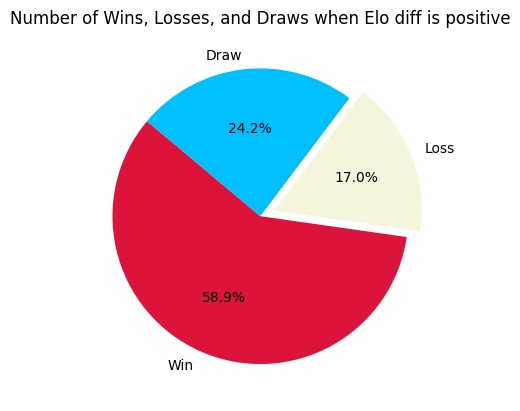 Number of Wins, Losses, and Draws when Elo diff is positive
Draw
24.2%
Loss
17.0%
58.9%
Win